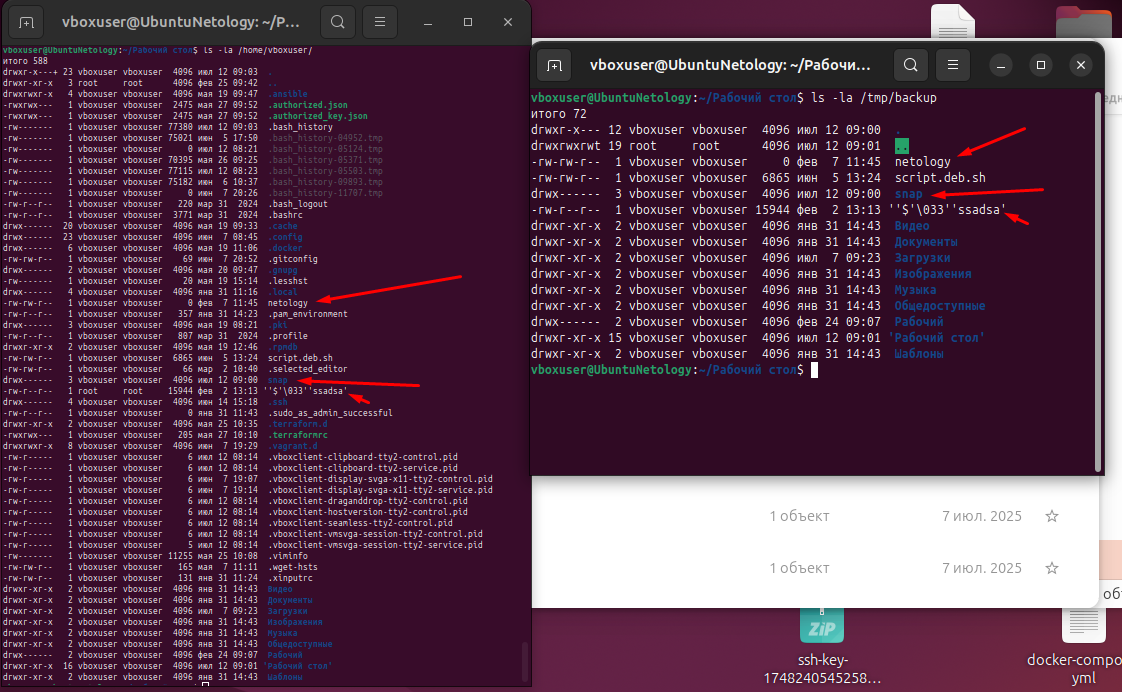 vboxuser@UbuntuNetology: ~/Р...
vboxuser@UbuntuNetology:~/Рабочий стол$ ls -la /home/vboxuser/
итого 588
drwxr-x---+ 23 vboxuser vboxuser 4096 июл 12 09:03 .
drwxr-xr-x 3 root root 4096 фев 25 09:42 ..
drwxrwxr-x 4 vboxuser vboxuser 4096 мая 19 09:47 .ansible
-rwxrwx--- 1 vboxuser vboxuser 2475 мая 27 09:52 .authorized.json
-rwxrwx--- 1 vboxuser vboxuser 2475 мая 27 09:52 .authorized_key.json
-rw------- 1 vboxuser vboxuser 77380 июл 12 09:03 .bash_history
-rw------- 1 vboxuser vboxuser 75021 июн 5 17:50 .bash_history-04952.tmp
-rw------- 1 vboxuser vboxuser 0 июл 12 08:21 .bash_history-05124.tmp
-rw------- 1 vboxuser vboxuser 70395 мая 26 09:25 .bash_history-05371.tmp
-rw------- 1 vboxuser vboxuser 77115 июл 12 08:23 .bash_history-05503.tmp
-rw------- 1 vboxuser vboxuser 75182 июн 6 10:37 .bash_history-09893.tmp
-rw------- 1 vboxuser vboxuser 0 июн 7 20:26 .bash_history-11707.tmp
-rw-r--r-- 1 vboxuser vboxuser 220 мар 31 2024 .bash_logout
-rw-r--r-- 1 vboxuser vboxuser 3771 мар 31 2024 .bashrc
drwx------ 20 vboxuser vboxuser 4096 мая 19 09:33 .cache
drwx------ 23 vboxuser vboxuser 4096 июн 7 08:45 .config
drwx------ 6 vboxuser vboxuser 4096 мая 19 11:06 .docker
-rw-rw-r-- 1 vboxuser vboxuser 69 июн 7 20:52 .gitconfig
drwx------ 2 vboxuser vboxuser 4096 мая 20 09:47 .gnupg
-rw------- 1 vboxuser vboxuser 20 мая 19 15:14 .lesshst
drwx------ 4 vboxuser vboxuser 4096 янв 31 11:16 .local
-rw-rw-r-- 1 vboxuser vboxuser 0 фев 7 11:45 netology
-rw-r--r-- 1 vboxuser vboxuser 357 янв 31 14:23 .pam_environment
drwx------ 3 vboxuser vboxuser 4096 мая 19 08:21 .pki
-rw-r--r-- 1 vboxuser vboxuser 807 мар 31 2024 .profile
drwxr-xr-x 2 vboxuser vboxuser 4096 мая 19 12:46 .rpmdb
-rw-rw-r-- 1 vboxuser vboxuser 6865 июн 5 13:24 script.deb.sh
-rw-rw-r-- 1 vboxuser vboxuser 66 мар 2 10:40 .selected_editor
drwx------ 3 vboxuser vboxuser 4096 июл 12 09:00 snap
-rw-r--r-- 1 root root 15944 фев 2 13:13 ''$'\033''ssadsa'
drwx------ 4 vboxuser vboxuser 4096 июн 14 15:18 .ssh
-rw-r--r-- 1 vboxuser vboxuser 0 янв 31 11:43 .sudo_as_admin_successful
drwxr-xr-x 2 vboxuser vboxuser 4096 мая 25 10:35 .terraform.d
-rwxrwx--- 1 vboxuser vboxuser 205 мая 27 10:10 .terraformrc
drwxrwxr-x 8 vboxuser vboxuser 4096 июн 7 19:29 .vagrant.d
-rw-r----- 1 vboxuser vboxuser 6 июл 12 08:14 .vboxclient-clipboard-tty2-control.pid
-rw-r----- 1 vboxuser vboxuser 6 июл 12 08:14 .vboxclient-clipboard-tty2-service.pid
-rw-r----- 1 vboxuser vboxuser 6 июн 7 19:07 .vboxclient-display-svga-x11-tty2-control.pid
-rw-r----- 1 vboxuser vboxuser 6 июн 7 19:14 .vboxclient-display-svga-x11-tty2-service.pid
-rw-r----- 1 vboxuser vboxuser 6 июл 12 08:14 .vboxclient-draganddrop-tty2-control.pid
-rw-r----- 1 vboxuser vboxuser 6 июл 12 08:14 .vboxclient-hostversion-tty2-control.pid
-rw-r----- 1 vboxuser vboxuser 6 июл 12 08:14 .vboxclient-seamless-tty2-control.pid
-rw-r----- 1 vboxuser vboxuser 6 июл 12 08:14 .vboxclient-vmsvga-session-tty2-control.pid
-rw-r----- 1 vboxuser vboxuser 5 июл 12 08:14 .vboxclient-vmsvga-session-tty2-service.pid
-rw------- 1 vboxuser vboxuser 11255 мая 25 10:08 .viminfo
-rw-rw-r-- 1 vboxuser vboxuser 165 мая 7 11:11 .wget-hsts
-rw-rw-r-- 1 vboxuser vboxuser 131 янв 31 11:24 .xinputrc
drwxr-xr-x 2 vboxuser vboxuser 4096 янв 31 14:43 Видео
drwxr-xr-x 2 vboxuser vboxuser 4096 янв 31 14:43 Документы
drwxr-xr-x 2 vboxuser vboxuser 4096 июл 7 09:23 Загрузки
drwxr-xr-x 2 vboxuser vboxuser 4096 янв 31 14:43 Изображения
drwxr-xr-x 2 vboxuser vboxuser 4096 янв 31 14:43 Музыка
drwxr-xr-x 2 vboxuser vboxuser 4096 янв 31 14:43 Общедоступные
drwx------ 2 vboxuser vboxuser 4096 фев 24 09:07 Рабочий
drwxr-xr-x 16 vboxuser vboxuser 4096 июл 12 09:01 'Рабочий стол'
drwxr-xr-x 2 vboxuser vboxuser 4096 янв 31 14:43 Шаблоны
vboxuser@UbuntuNetology: ~/Рабочи...
vboxuser@UbuntuNetology:~/Рабочий стол$ ls -la /tmp/backup
итого 72
drwxr-x--- 12 vboxuser vboxuser 4096 июл 12 09:00 .
drwxrwxrwt 19 root root 4096 июл 12 09:01 ..
-rw-rw-r-- 1 vboxuser vboxuser 0 фев 7 11:45 netology
-rw-rw-r-- 1 vboxuser vboxuser 6865 июн 5 13:24 script.deb.sh
drwx------ 3 vboxuser vboxuser 4096 июл 12 09:00 snap
-rw-r--r-- 1 vboxuser vboxuser 15944 фев 2 13:13 ''$'\033''ssadsa'
drwxr-xr-x 2 vboxuser vboxuser 4096 янв 31 14:43 Видео
drwxr-xr-x 2 vboxuser vboxuser 4096 янв 31 14:43 Документы
drwxr-xr-x 2 vboxuser vboxuser 4096 июл 7 09:23 Загрузки
drwxr-xr-x 2 vboxuser vboxuser 4096 янв 31 14:43 Изображения
drwxr-xr-x 2 vboxuser vboxuser 4096 янв 31 14:43 Музыка
drwxr-xr-x 2 vboxuser vboxuser 4096 янв 31 14:43 Общедоступные
drwx------ 2 vboxuser vboxuser 4096 фев 24 09:07 Рабочий
drwxr-xr-x 15 vboxuser vboxuser 4096 июл 12 09:01 'Рабочий стол'
drwxr-xr-x 2 vboxuser vboxuser 4096 янв 31 14:43 Шаблоны
vboxuser@UbuntuNetology:~/Рабочий стол$
1 объект 7 июл. 2025
1 объект 7 июл. 2025
ZiP
ssh-key-
1748240545258...
docker-compo
yml